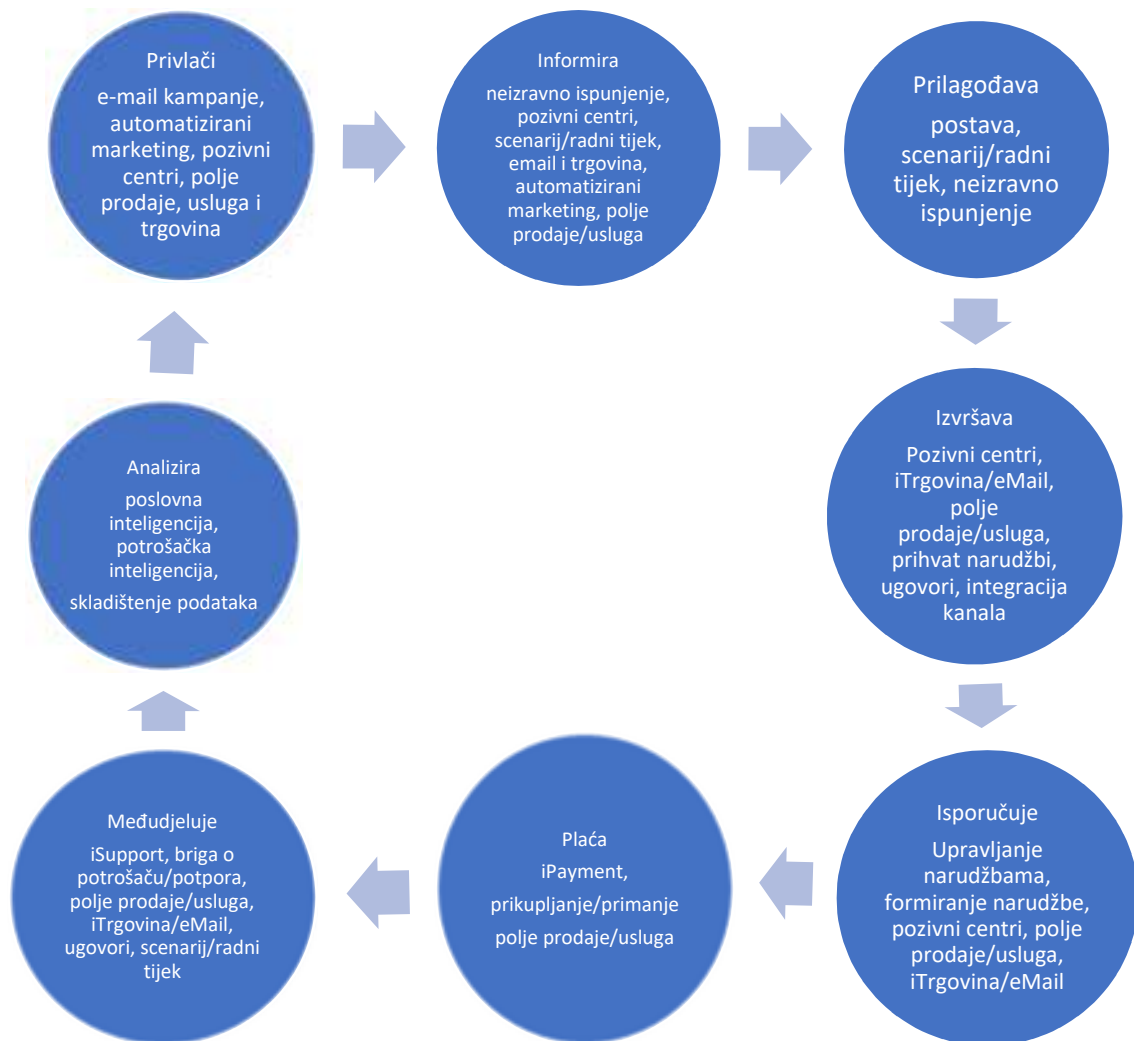 Privlači
e-mail kampanje,
automatizirani
marketing, pozivni
centri, polje
prodaje, usluga i
trgovina
Informira
neizravno ispunjenje,
pozivni centri,
scenarij/radni tijek,
email i trgovina,
automatizirani
marketing, polje
prodaje/usluga
Prilagođava
postava,
scenarij/radni
tijek, neizravno
ispunjenje
Izvršava
Pozivni centri,
iTrgovina/eMail,
polje
prodaje/usluga,
prihvat narudžbi,
ugovori, integracija
kanala
Isporučuje
Upravljanje
narudžbama,
formiranje narudžbe,
pozivni centri, polje
prodaje/usluga,
iTrgovina/eMail
Plaća
iPayment,
prikupljanje/primanje
polje prodaje/usluga
Međudjeluje
iSupport, briga o
potrošaču/potpora,
polje prodaje/usluga,
iTrgovina/eMail,
ugovori, scenarij/radni
tijek
Analizira
poslovna
inteligencija,
potrošačka
inteligencija,
skladištenje podataka